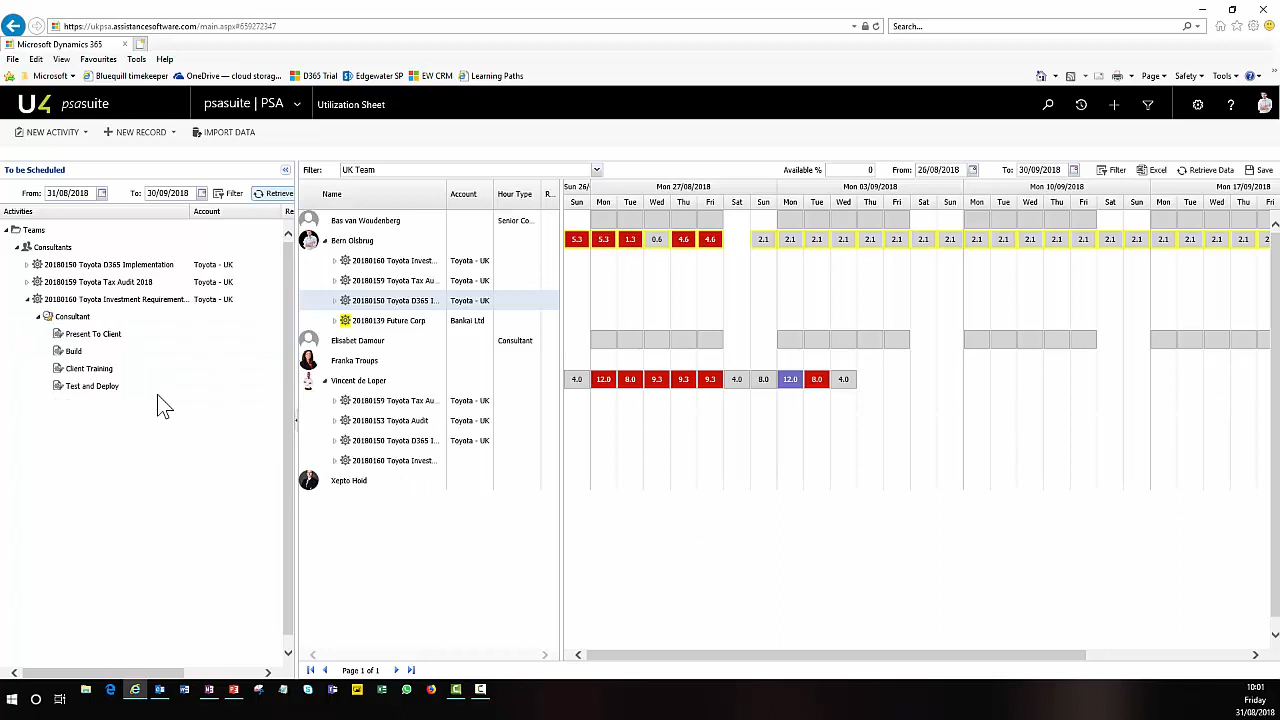 https://ukpsa.assistancesoftware.com/main.aspx#659272347
Search...
Microsoft Dynamics 365
File Edit View Favourites Tools Help
Microsoft Bluequill timekeeper OneDrive — cloud storag... D365 Trial Edgewater SP EW CRM Learning Paths
Page Safety Tools
U4 psasuite psasuite | PSA Utilization Sheet
NEW ACTIVITY NEW RECORD IMPORT DATA
To be Scheduled
From: 31/08/2018 To: 30/09/2018 Filter Retrieve
Activities Account Re
Teams
Consultants
20180150 Toyota D365 Implementation Toyota - UK
20180159 Toyota Tax Audit 2018 Toyota - UK
20180160 Toyota Investment Requirement... Toyota - UK
Consultant
Present To Client
Build
Client Training
Test and Deploy
Filter: UK Team Available % 0 From: 26/08/2018 To: 30/09/2018 Filter Excel Retrieve Data Save
Name Account Hour Type R...
Sun 26/ Mon 27/08/2018 Mon 03/09/2018 Mon 10/09/2018 Mon 17/09/2018
Sun Mon Tue Wed Thu Fri Sat Sun Mon Tue Wed Thu Fri Sat Sun Mon Tue Wed Thu Fri Sat Sun Mon Tue Wed Thu Fri
Bas van Woudenberg Senior Co...
Bern Olsbrug 5.3 5.3 1.3 0.6 4.6 4.6 2.1 2.1 2.1 2.1 2.1 2.1 2.1 2.1 2.1 2.1 2.1 2.1 2.1 2.1 2.1 2.1 2.1 2.1 2.1 2
20180160 Toyota Invest... Toyota - UK
20180159 Toyota Tax Au... Toyota - UK
20180150 Toyota D365 I... Toyota - UK
20180139 Future Corp Bankai Ltd
Elisabet Damour Consultant
Franka Troups
Vincent de Loper 4.0 12.0 8.0 9.3 9.3 9.3 4.0 8.0 12.0 8.0 4.0
20180159 Toyota Tax Au... Toyota - UK
20180153 Toyota Audit Toyota - UK
20180150 Toyota D365 I... Toyota - UK
20180160 Toyota Invest...
Xepto Hoid
Page 1 of 1
10:01
Friday
31/08/2018